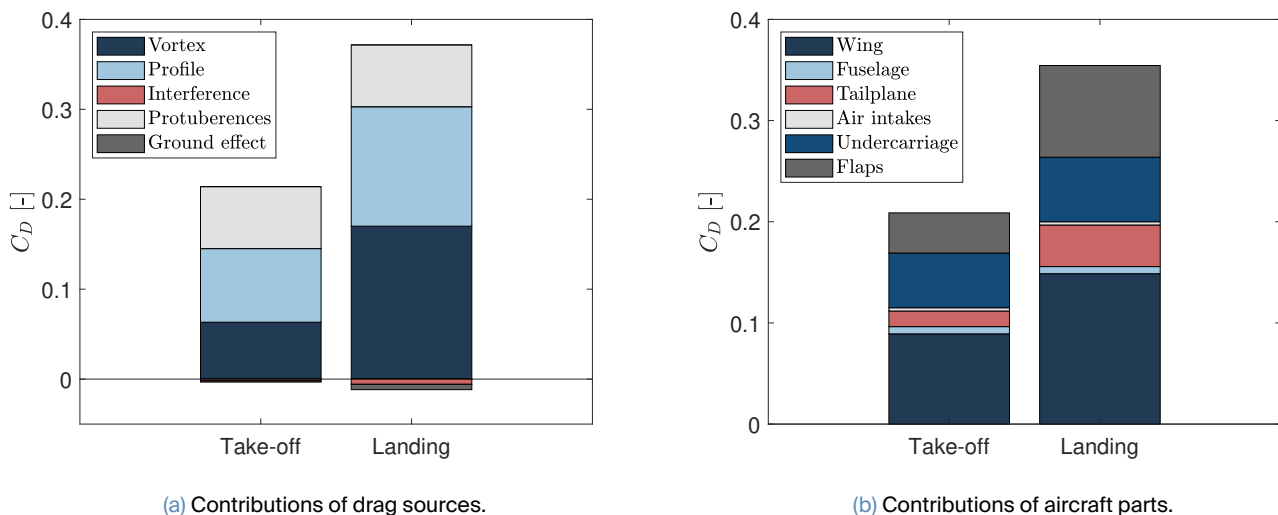 0.4
0.3
0.2
0.1
0
C_D [-]
Vortex
Profile
Interference
Protuberences
Ground effect
Take-off
Landing
(a) Contributions of drag sources.
0.4
0.3
0.2
0.1
0
C_D [-]
Wing
Fuselage
Tailplane
Air intakes
Undercarriage
Flaps
Take-off
Landing
(b) Contributions of aircraft parts.